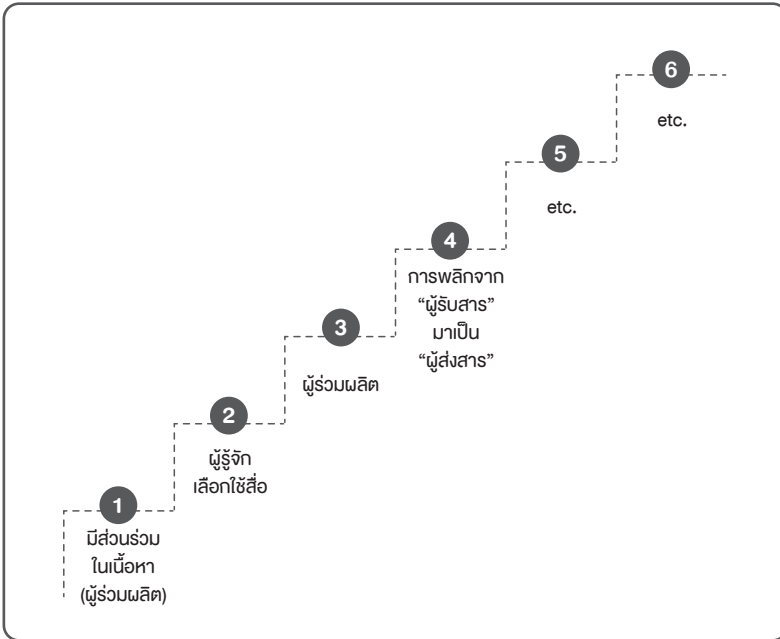 6
etc.
5
etc.
4
การพลิกจาก
“ผู้รับสาร”
มาเป็น
“ผู้ส่งสาร”
3
ผู้ร่วมผลิต
2
ผู้รู้จัก
เลือกใช้สื่อ
1
มีส่วนร่วม
ในเนื้อหา
(ผู้ร่วมผลิต)